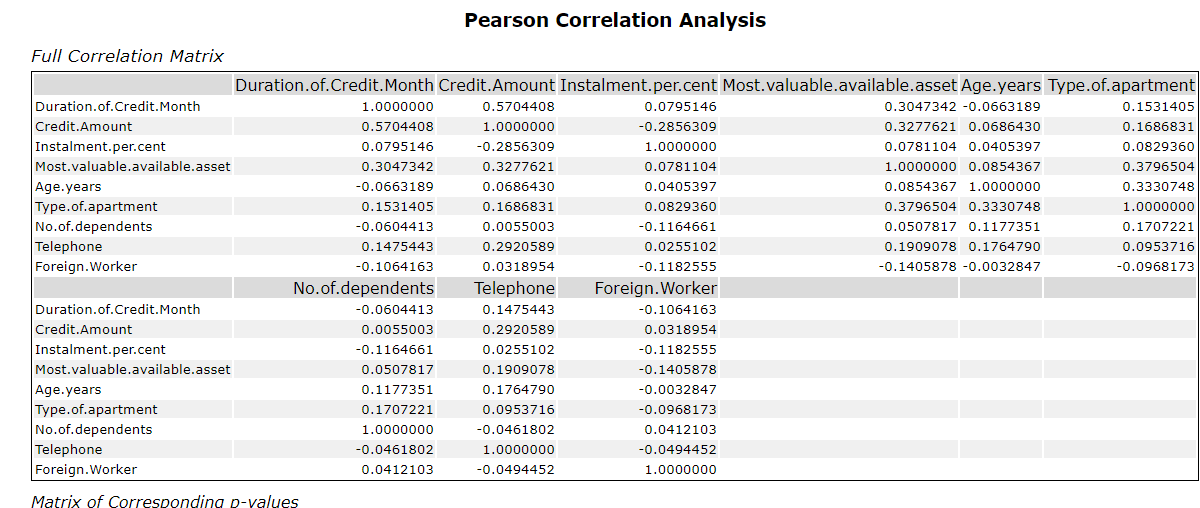 Pearson Correlation Analysis
Full Correlation Matrix
Duration.of.Credit.Month Credit.Amount Instalment.per.cent Most.valuable.available.asset Age.years Type.of.apartment
Duration.of.Credit.Month 1.0000000 0.5704408 0.0795146 0.3047342 -0.0663189 0.1531405
Credit.Amount 0.5704408 1.0000000 -0.2856309 0.3277621 0.0686430 0.1686831
Instalment.per.cent 0.0795146 -0.2856309 1.0000000 0.0781104 0.0405397 0.0829360
Most.valuable.available.asset 0.3047342 0.3277621 0.0781104 1.0000000 0.0854367 0.3796504
Age.years -0.0663189 0.0686430 0.0405397 0.0854367 1.0000000 0.3330748
Type.of.apartment 0.1531405 0.1686831 0.0829360 0.3796504 0.3330748 1.0000000
No.of.dependents -0.0604413 0.0055003 -0.1164661 0.0507817 0.1177351 0.1707221
Telephone 0.1475443 0.2920589 0.0255102 0.1909078 0.1764790 0.0953716
Foreign.Worker -0.1064163 0.0318954 -0.1182555 -0.1405878 -0.0032847 -0.0968173
No.of.dependents Telephone Foreign.Worker
Duration.of.Credit.Month -0.0604413 0.1475443 -0.1064163
Credit.Amount 0.0055003 0.2920589 0.0318954
Instalment.per.cent -0.1164661 0.0255102 -0.1182555
Most.valuable.available.asset 0.0507817 0.1909078 -0.1405878
Age.years 0.1177351 0.1764790 -0.0032847
Type.of.apartment 0.1707221 0.0953716 -0.0968173
No.of.dependents 1.0000000 -0.0461802 0.0412103
Telephone -0.0461802 1.0000000 -0.0494452
Foreign.Worker 0.0412103 -0.0494452 1.0000000
Matrix of Corresponding p-values